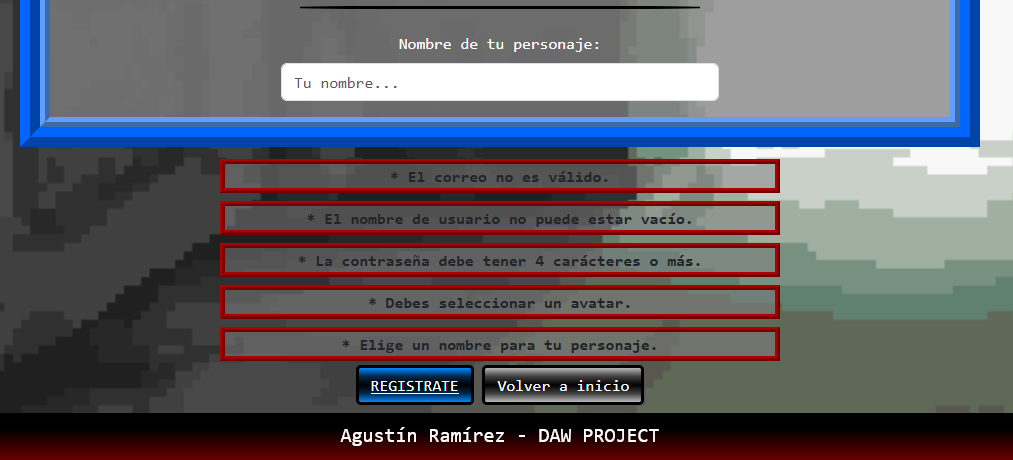 Nombre de tu personaje:
Tu nombre...
* El correo no es válido.
* El nombre de usuario no puede estar vacío.
* La contraseña debe tener 4 carácteres o más.
* Debes seleccionar un avatar.
* Elige un nombre para tu personaje.
REGISTRATE Volver a inicio
Agustín Ramírez - DAW PROJECT